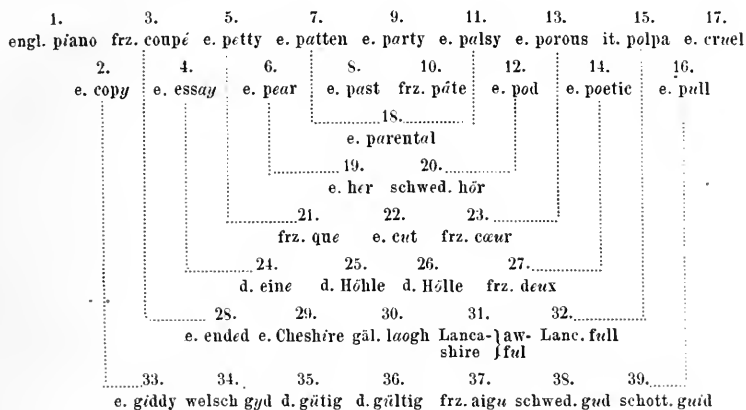 1. 3. 5. 7. 9. 11. 13. 15. 17.
engl. piano frz. coupé e. petty e. patten e. party e. palsy e. porous it. polpa e. cruel
2. 4. 6. 8. 10. 12. 14. 16.
e. copy e. essay e. pear e. past frz. pâte e. pod e. poetic e. pull
18.
e. parental
19. 20.
e. her schwed. hör
21. 22. 23.
frz. que e. cut frz. cœur
24. 25. 26. 27.
d. eine d. Höhle d. Hölle frz. deux
28. 29. 30. 31. 32.
e. ended e. Cheshire gäl. laogh Lanca- } aw- Lanc. full
shire } ful
33. 34. 35. 36. 37. 38. 39.
e. giddy welsch gyd d. gütig d. gültig frz. aigu schwed. gud schott. guid